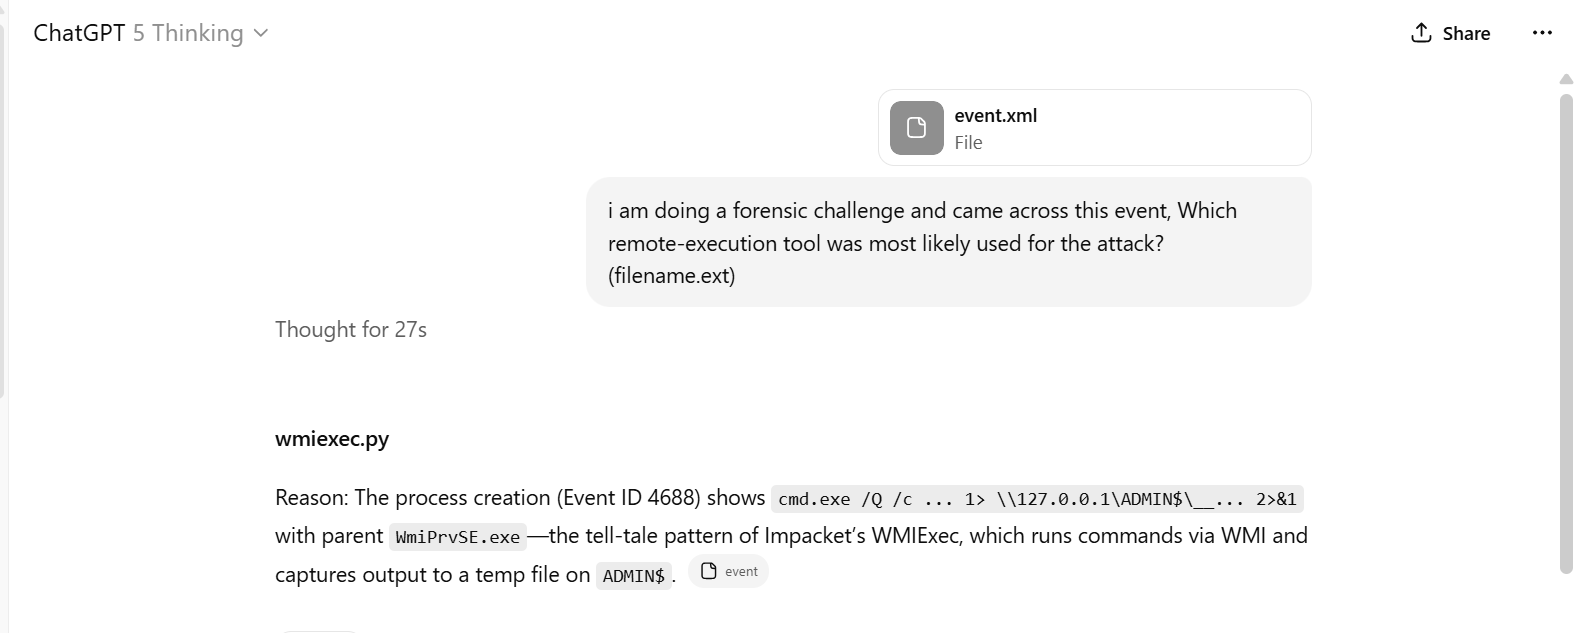 ChatGPT 5 Thinking
Share
event.xml
File
i am doing a forensic challenge and came across this event, Which
remote-execution tool was most likely used for the attack?
(filename.ext)
Thought for 27s
wmiexec.py
Reason: The process creation (Event ID 4688) shows cmd.exe /Q /c ... 1> \\127.0.0.1\ADMIN$\__... 2>&1
with parent WmiPrvSE.exe—the tell-tale pattern of Impacket’s WMIExec, which runs commands via WMI and
captures output to a temp file on ADMIN$. event